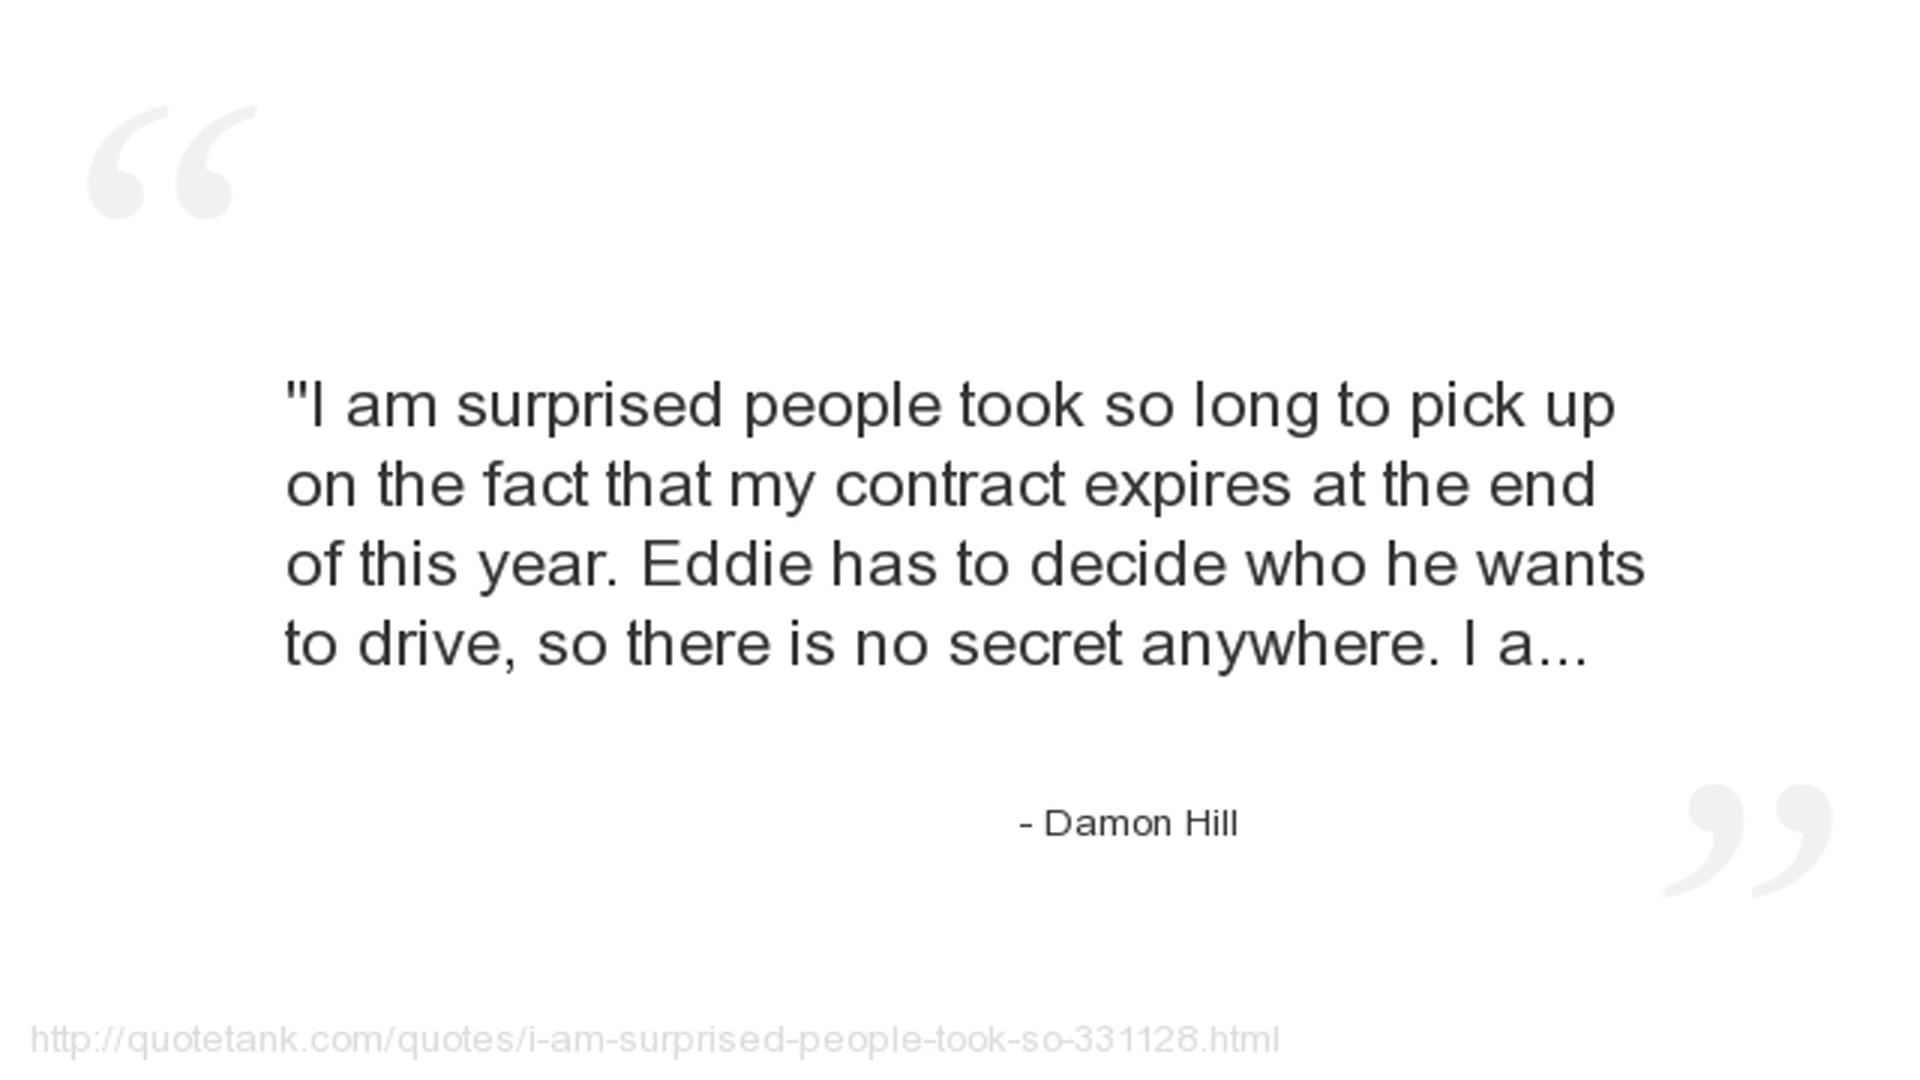 "I am surprised people took so long to pick up
on the fact that my contract expires at the end
of this year. Eddie has to decide who he wants
to drive, so there is no secret anywhere. I a...
- Damon Hill
http://quotetank.com/quotes/i-am-surprised-people-took-so-331128.html